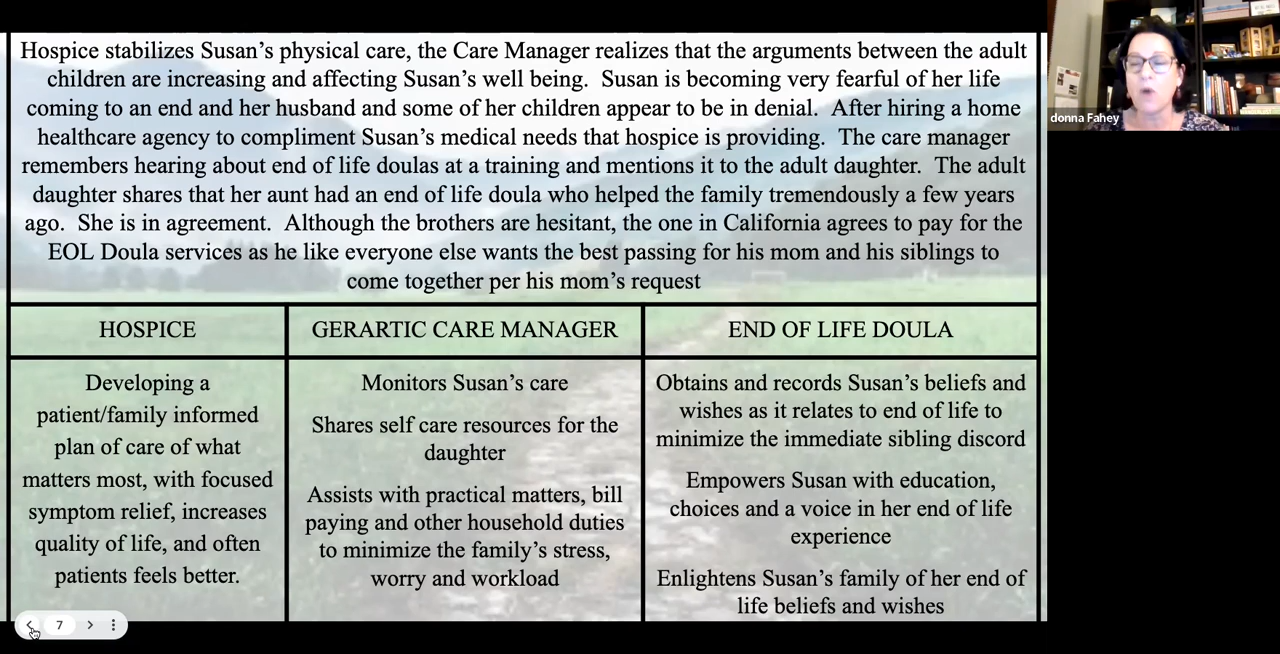 Hospice stabilizes Susan's physical care, the Care Manager realizes that the arguments between the adult
children are increasing and affecting Susan's well being.  Susan is becoming very fearful of her life
coming to an end and her husband and some of her children appear to be in denial.  After hiring a home
healthcare agency to compliment Susan's medical needs that hospice is providing.  The care manager
remembers hearing about end of life doulas at a training and mentions it to the adult daughter.  The adult
daughter shares that her aunt had an end of life doula who helped the family tremendously a few years
ago.  She is in agreement.  Although the brothers are hesitant, the one in California agrees to pay for the
EOL Doula services as he like everyone else wants the best passing for his mom and his siblings to
come together per his mom's request
HOSPICE
Developing a
patient/family informed
plan of care of what
matters most, with focused
symptom relief, increases
quality of life, and often
patients feels better.
GERARTIC CARE MANAGER
Monitors Susan's care
Shares self care resources for the
daughter
Assists with practical matters, bill
paying and other household duties
to minimize the family's stress,
worry and workload
END OF LIFE DOULA
Obtains and records Susan's beliefs and
wishes as it relates to end of life to
minimize the immediate sibling discord
Empowers Susan with education,
choices and a voice in her end of life
experience
Enlightens Susan's family of her end of
life beliefs and wishes
7
donna Fahey